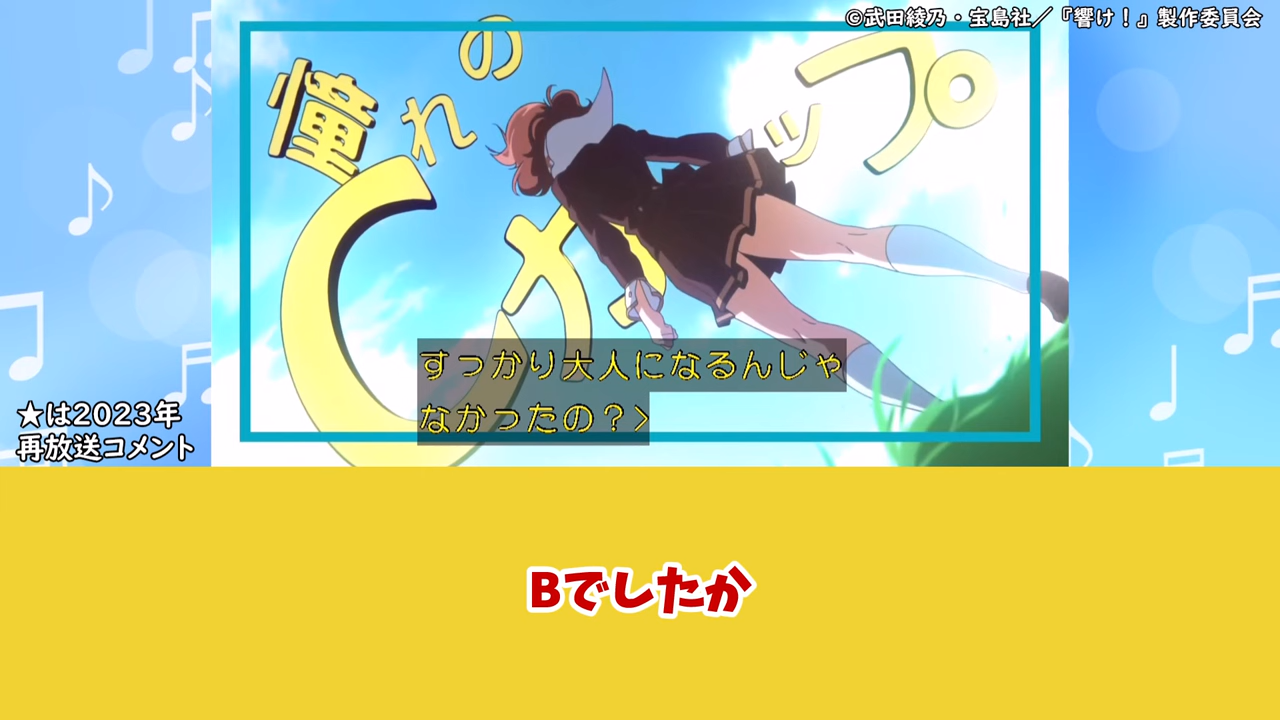 ©武田綾乃・宝島社／『響け！』製作委員会
憧れの
Cカップ
すっかり大人になるんじゃ
なかったの？>
★は2023年
再放送コメント
Bでしたか